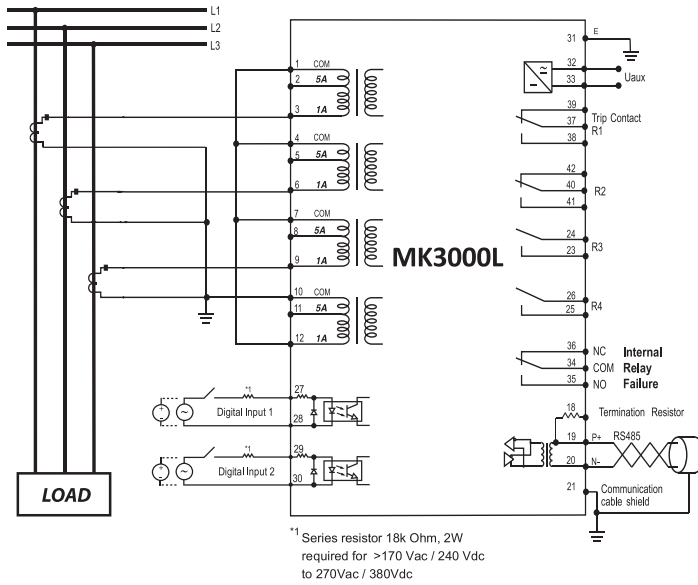 L1
L2
L3
1 COM
2 5A
3 1A
4 COM
5 5A
6 1A
7 COM
8 5A
9 1A
10 COM
11 5A
12 1A
MK3000L
31 E
32
33
Uaux
39
37 Trip Contact
R1
38
42
40 R2
41
24
R3
23
26
R4
25
36 NC Internal
34 COM Relay
35 NO Failure
18 Termination Resistor
19 P+ RS485
20 N–
21 Communication
cable shield
*1
Digital Input 1
27
28
*1
Digital Input 2
29
30
LOAD
*1 Series resistor 18k Ohm, 2W
required for >170 Vac / 240 Vdc
to 270Vac / 380Vdc